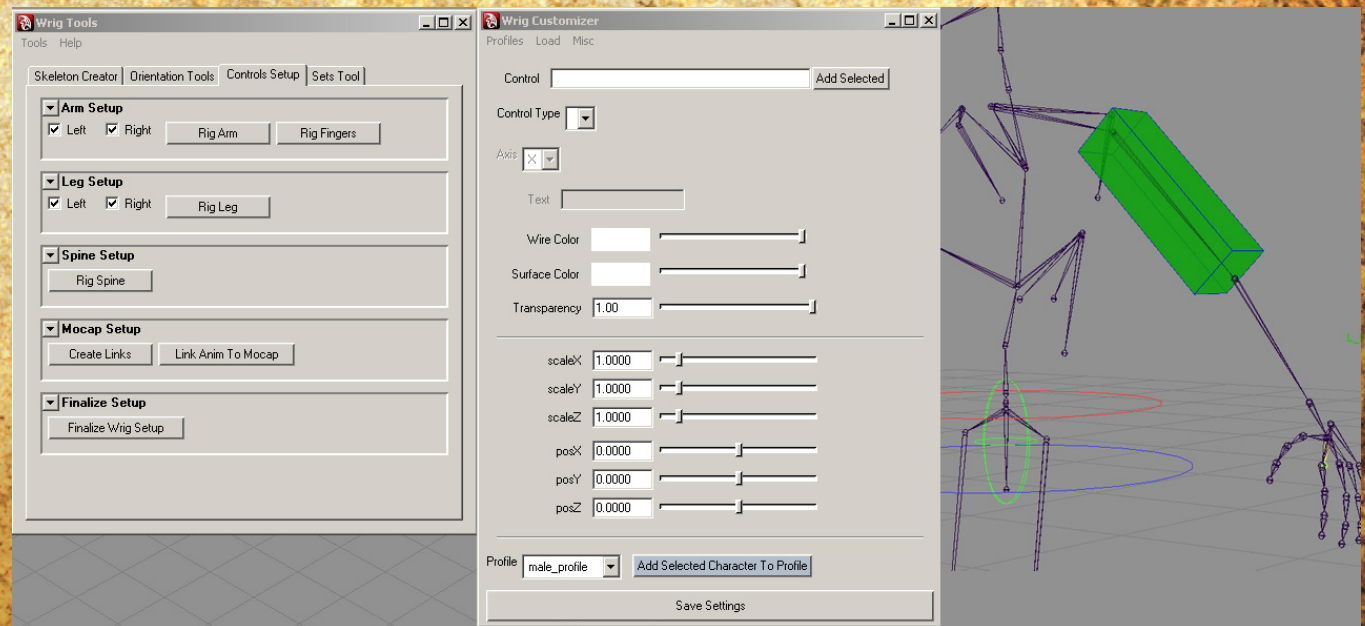 Wrig Tools
Tools Help
Skeleton Creator Orientation Tools Controls Setup Sets Tool
Arm Setup
Left Right Rig Arm Rig Fingers
Leg Setup
Left Right Rig Leg
Spine Setup
Rig Spine
Mocap Setup
Create Links Link Anim To Mocap
Finalize Setup
Finalize Wrig Setup
Wrig Customizer
Profiles Load Misc
Control Add Selected
Control Type
Axis X
Text
Wire Color
Surface Color
Transparency 1.00
scaleX 1.0000
scaleY 1.0000
scaleZ 1.0000
posX 0.0000
posY 0.0000
posZ 0.0000
Profile male_profile Add Selected Character To Profile
Save Settings